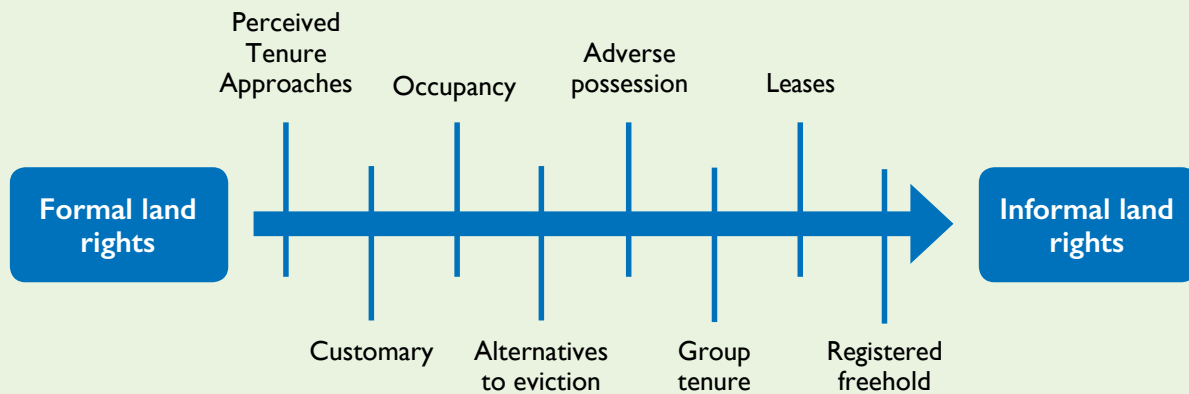 Perceived
Tenure
Approaches
Occupancy
Adverse
possession
Leases
Formal land
rights
Informal land
rights
Customary
Alternatives
to eviction
Group
tenure
Registered
freehold